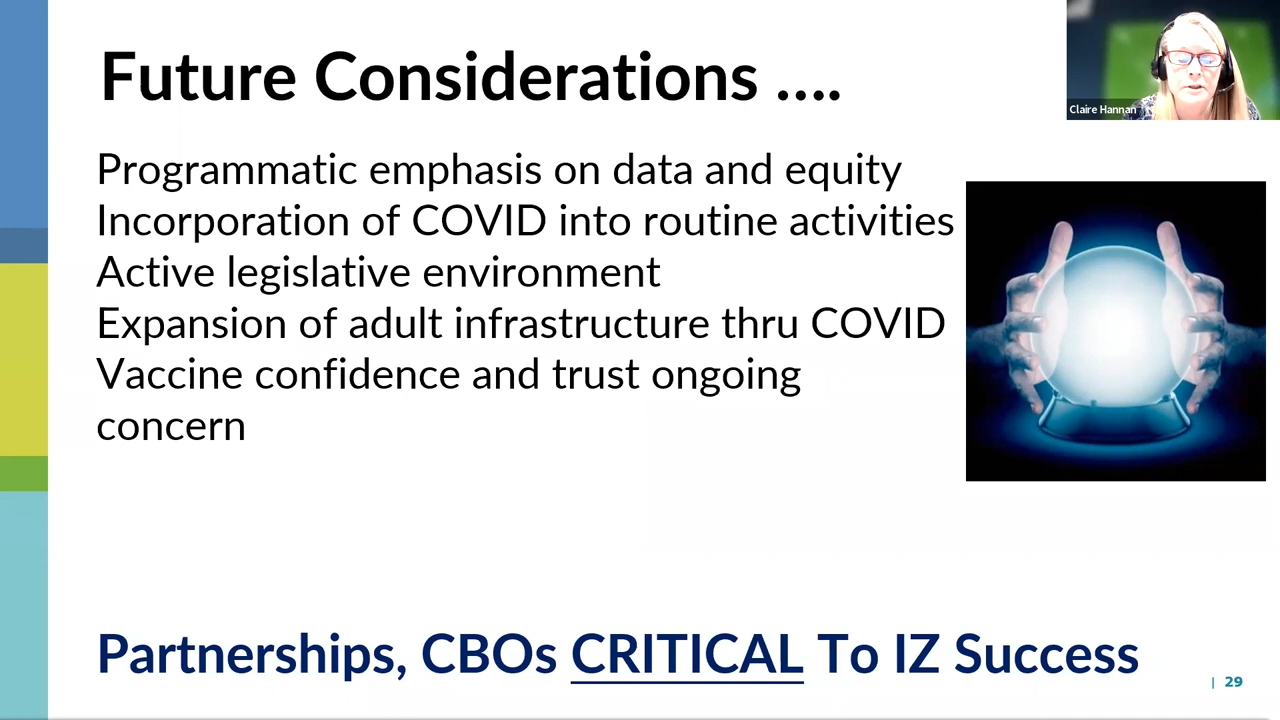 Future Considerations ....
Claire Hannan
Programmatic emphasis on data and equity
Incorporation of COVID into routine activities
Active legislative environment
Expansion of adult infrastructure thru COVID
Vaccine confidence and trust ongoing
concern
Partnerships, CBOs CRITICAL To IZ Success
| 29